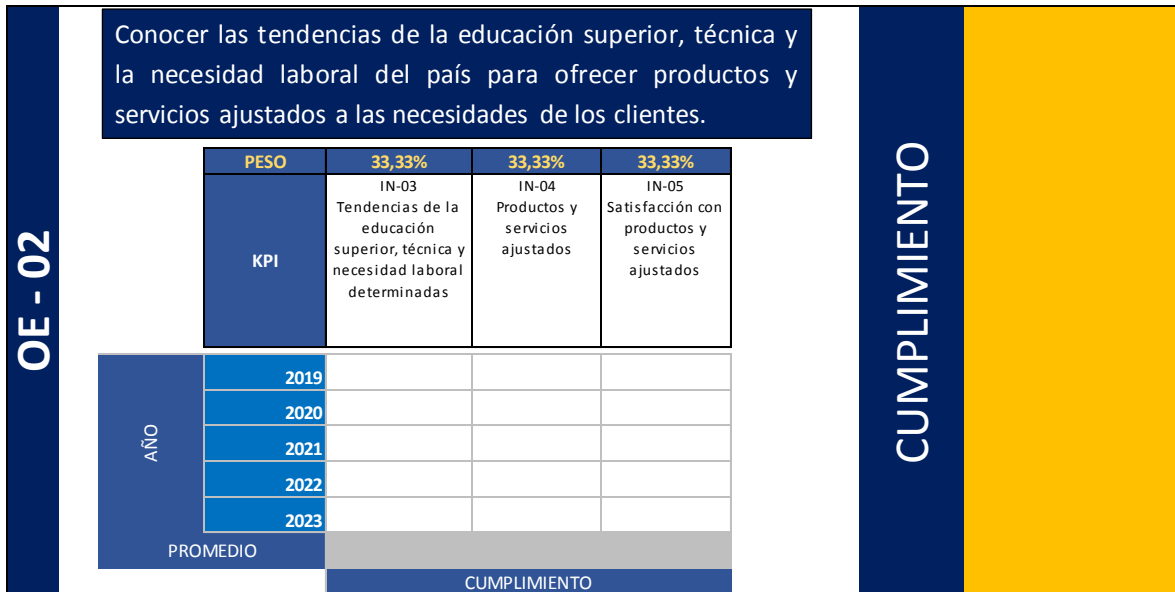 OE - 02
Conocer las tendencias de la educación superior, técnica y
la necesidad laboral del país para ofrecer productos y
servicios ajustados a las necesidades de los clientes.
PESO 33,33% 33,33% 33,33%
KPI
IN-03
Tendencias de la
educación
superior, técnica y
necesidad laboral
determinadas
IN-04
Productos y
servicios
ajustados
IN-05
Satisfacción con
productos y
servicios
ajustados
AÑO
2019
2020
2021
2022
2023
PROMEDIO
CUMPLIMIENTO
CUMPLIMIENTO